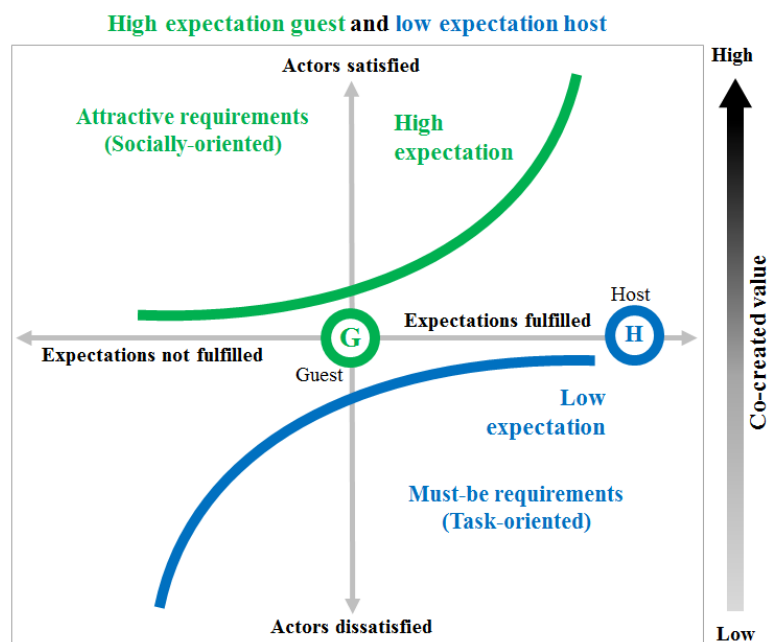 High expectation guest and low expectation host
Actors satisfied
High
Attractive requirements
(Socially-oriented)
High
expectation
Host
Expectations fulfilled
H
G
Expectations not fulfilled
Guest
Low
expectation
Must-be requirements
(Task-oriented)
Actors dissatisfied
Co-created value
Low